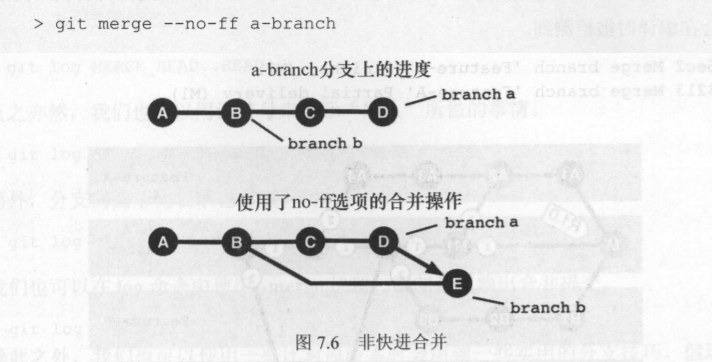 > git merge --no-ff a-branch
a-branch分支上的进度
A B C D
branch a
branch b
使用了no-ff选项的合并操作
branch a
A B C D
E
branch b
图 7.6 非快进合并